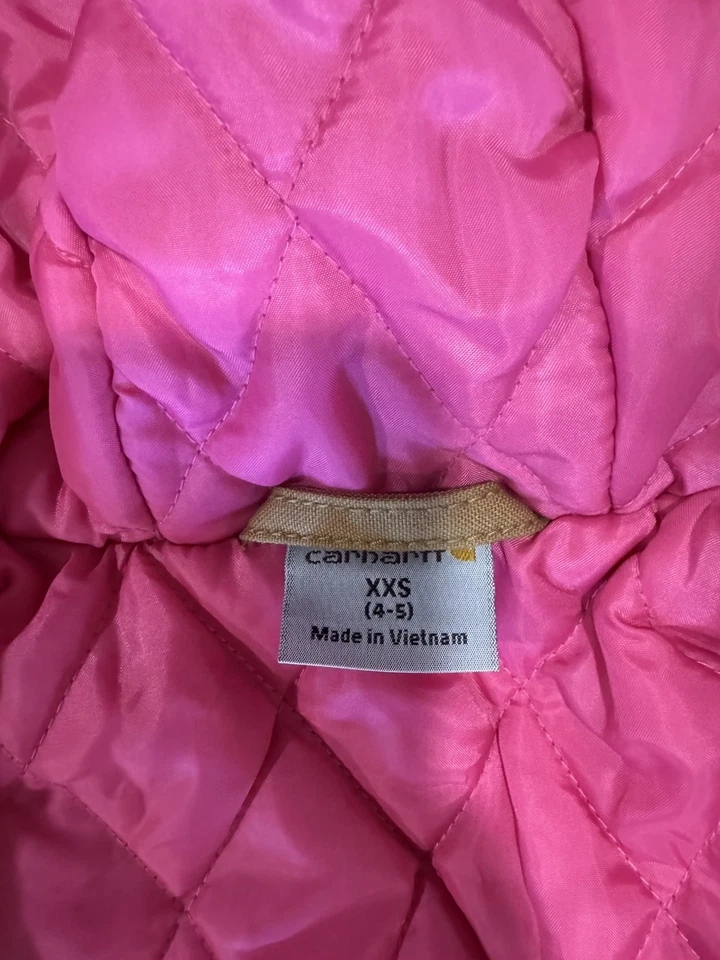 carhartt
XXS
(4-5)
Made in Vietnam